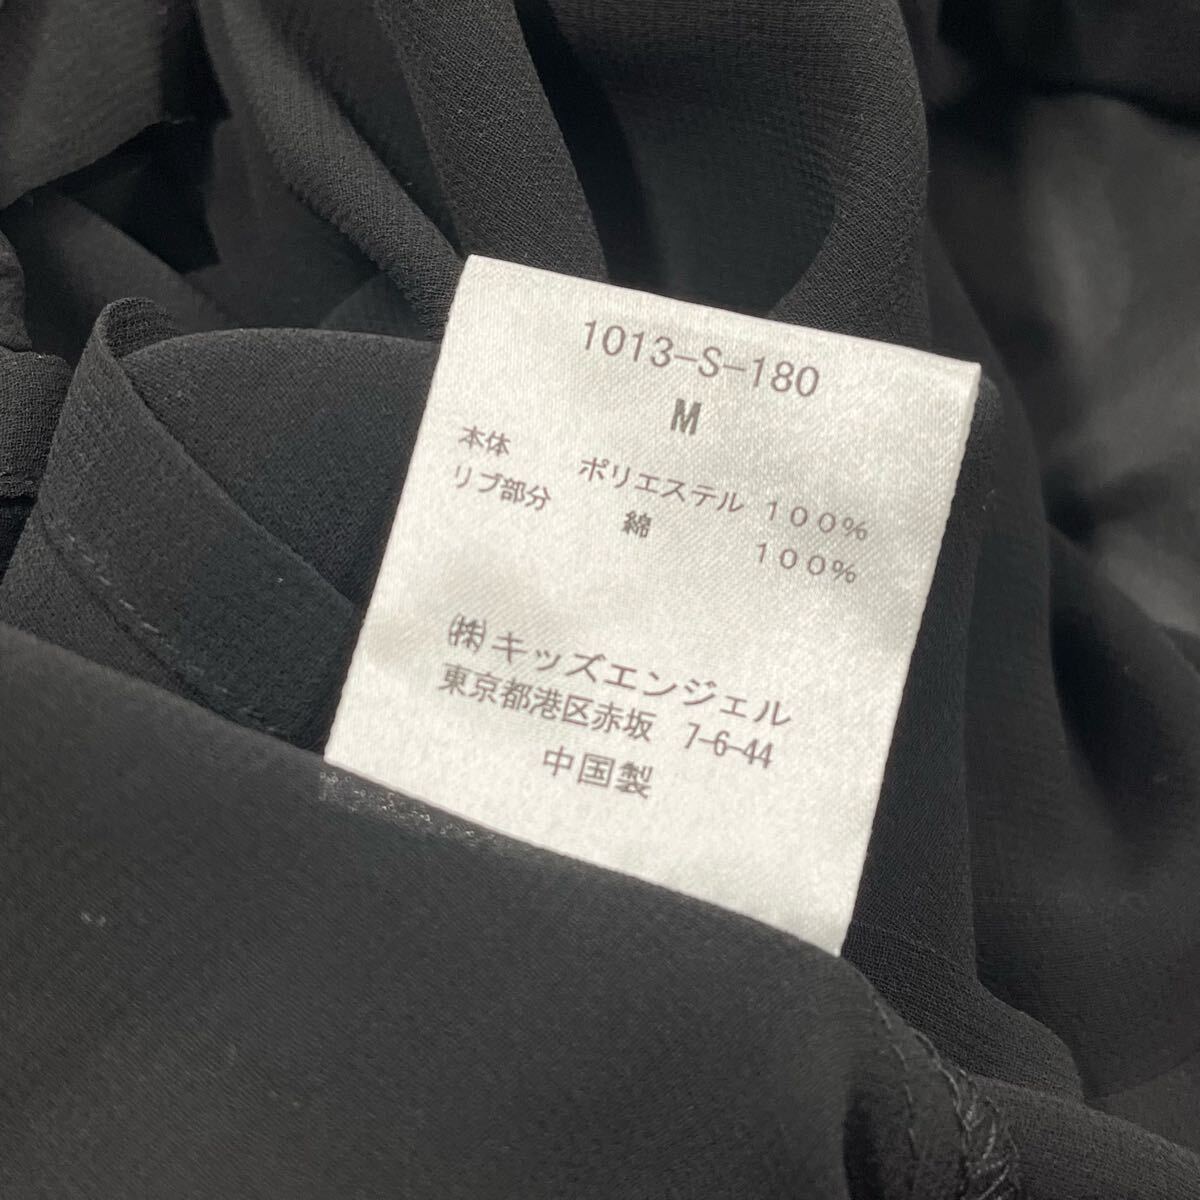 1013-S-180
M
本体 ポリエステル 100%
リブ部分 綿 100%
㈱キッズエンジェル
東京都港区赤坂 7-6-44
中国製